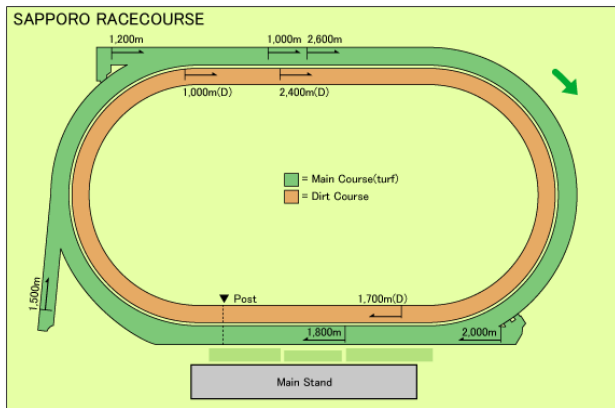 SAPPORO RACECOURSE
1,200m
1,000m
2,600m
1,000m(D)
2,400m(D)
= Main Course(turf)
= Dirt Course
1,500m
Post
1,700m(D)
1,800m
2,000m
Main Stand